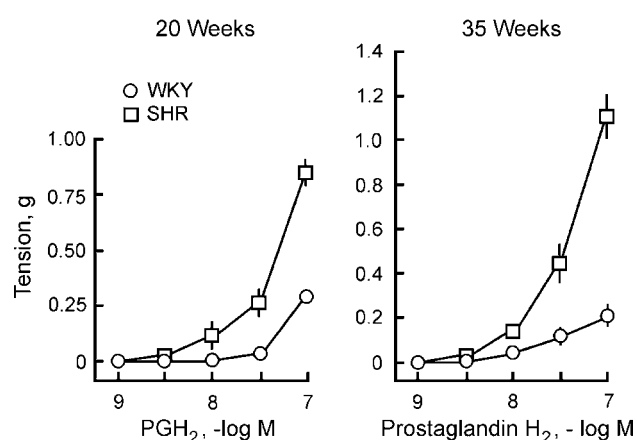 20 Weeks
35 Weeks
WKY
SHR
Tension, g
1.00
0.75
0.50
0.25
0
9
8
7
PGH2, -log M
1.4
1.2
1.0
0.8
0.6
0.4
0.2
0
9
8
7
Prostaglandin H2, - log M